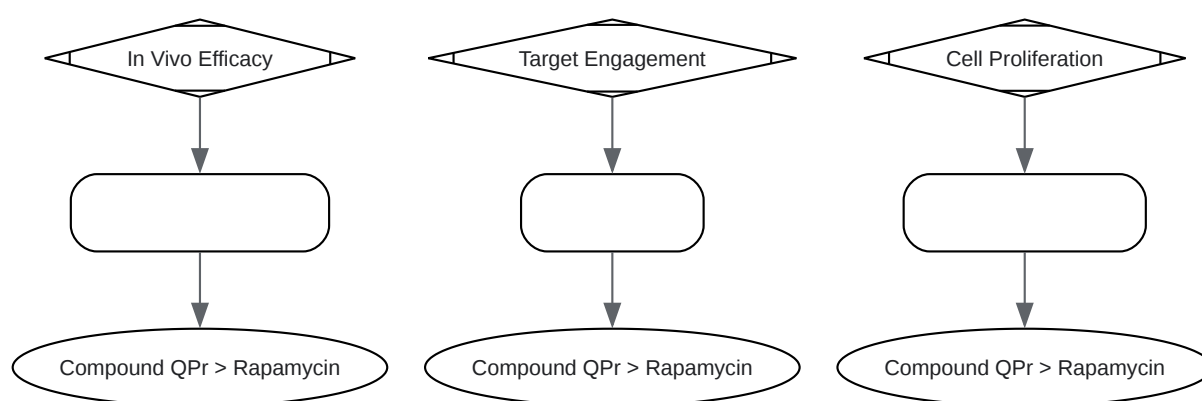 In Vivo Efficacy
Target Engagement
Cell Proliferation
Compound QPr > Rapamycin
Compound QPr > Rapamycin
Compound QPr > Rapamycin